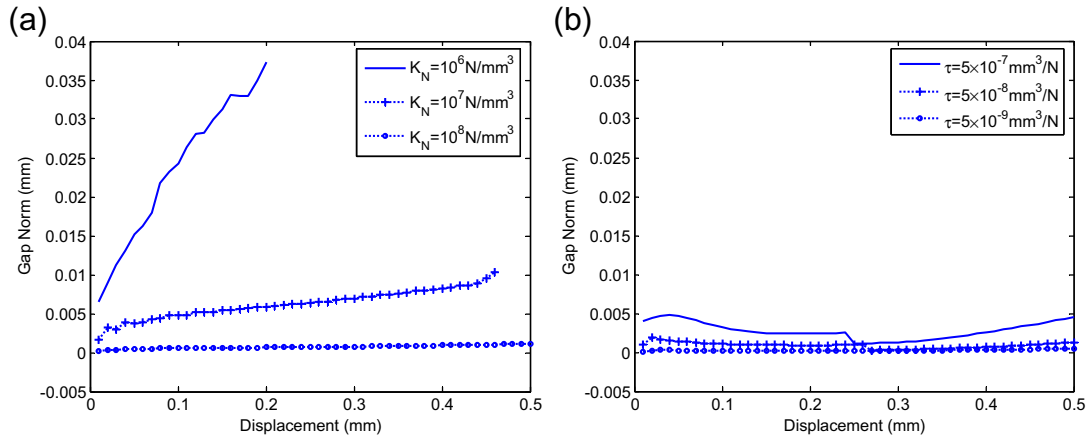 (a)
0.04
0.035
0.03
0.025
0.02
0.015
0.01
0.005
0
-0.005
Gap Norm (mm)
K_N=10^6N/mm^3
K_N=10^7N/mm^3
K_N=10^8N/mm^3
0 0.1 0.2 0.3 0.4 0.5
Displacement (mm)
(b)
0.04
0.035
0.03
0.025
0.02
0.015
0.01
0.005
0
-0.005
Gap Norm (mm)
τ=5×10^-7mm^3/N
τ=5×10^-8mm^3/N
τ=5×10^-9mm^3/N
0 0.1 0.2 0.3 0.4 0.5
Displacement (mm)